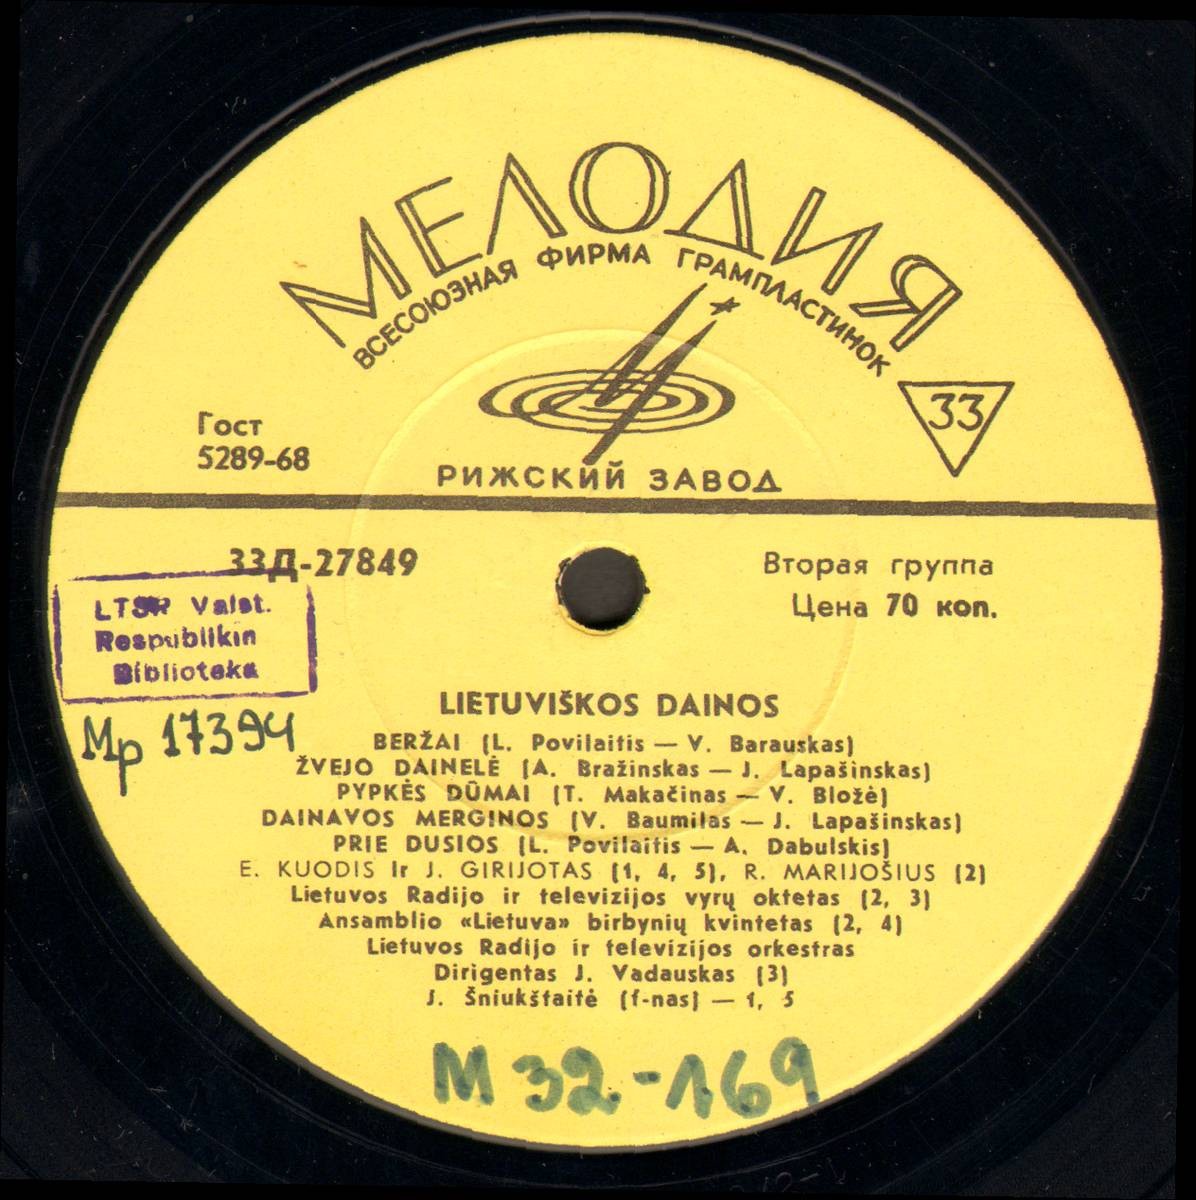 МЕЛОДИЯ
ВСЕСОЮЗНАЯ ФИРМА ГРАМПЛАСТИНОК
33
Гост
5289-68
РИЖСКИЙ ЗАВОД
33Д-27849
Вторая группа
Цена 70 коп.
LTSR Valst.
Respublikin
Biblioteka
Mp 17394
LIETUVIŠKOS DAINOS
BERŽAI (L. Povilaitis — V. Barauskas)
ŽVEJO DAINELĖ (A. Bražinskas — J. Lapašinskas)
PYPKĖS DŪMAI (T. Makačinas — V. Bložė)
DAINAVOS MERGINOS (V. Baumilas — J. Lapašinskas)
PRIE DUSIOS (L. Povilaitis — A. Dabulskis)
E. KUODIS Ir J. GIRIJOTAS (1, 4, 5), R. MARIJOŠIUS (2)
Lietuvos Radijo ir televizijos vyrų oktetas (2, 3)
Ansamblio «Lietuva» birbynių kvintetas (2, 4)
Lietuvos Radijo ir televizijos orkestras
Dirigentas J. Vadauskas (3)
J. Šniukštaitė (f-nas) — 1, 5
M 32-169